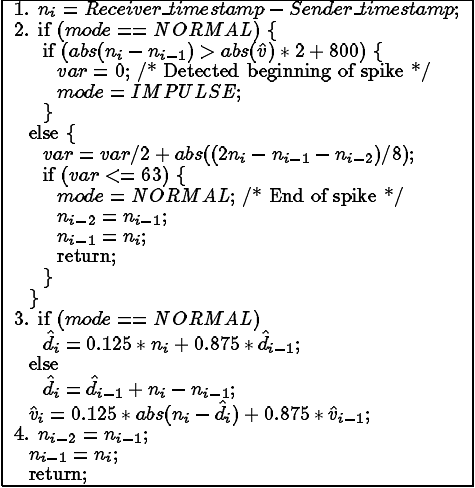 1. n_i = Receiver_timestamp − Sender_timestamp;
2. if (mode == NORMAL) {
if (abs(n_i − n_{i−1}) > abs(v̂) * 2 + 800) {
var = 0; /* Detected beginning of spike */
mode = IMPULSE;
}
else {
var = var/2 + abs((2n_i − n_{i−1} − n_{i−2})/8);
if (var <= 63) {
mode = NORMAL; /* End of spike */
n_{i−2} = n_{i−1};
n_{i−1} = n_i;
return;
}
}
3. if (mode == NORMAL)
d̂_i = 0.125 * n_i + 0.875 * d̂_{i−1};
else
d̂_i = d̂_{i−1} + n_i − n_{i−1};
v̂_i = 0.125 * abs(n_i − d̂_i) + 0.875 * v̂_{i−1};
4. n_{i−2} = n_{i−1};
n_{i−1} = n_i;
return;